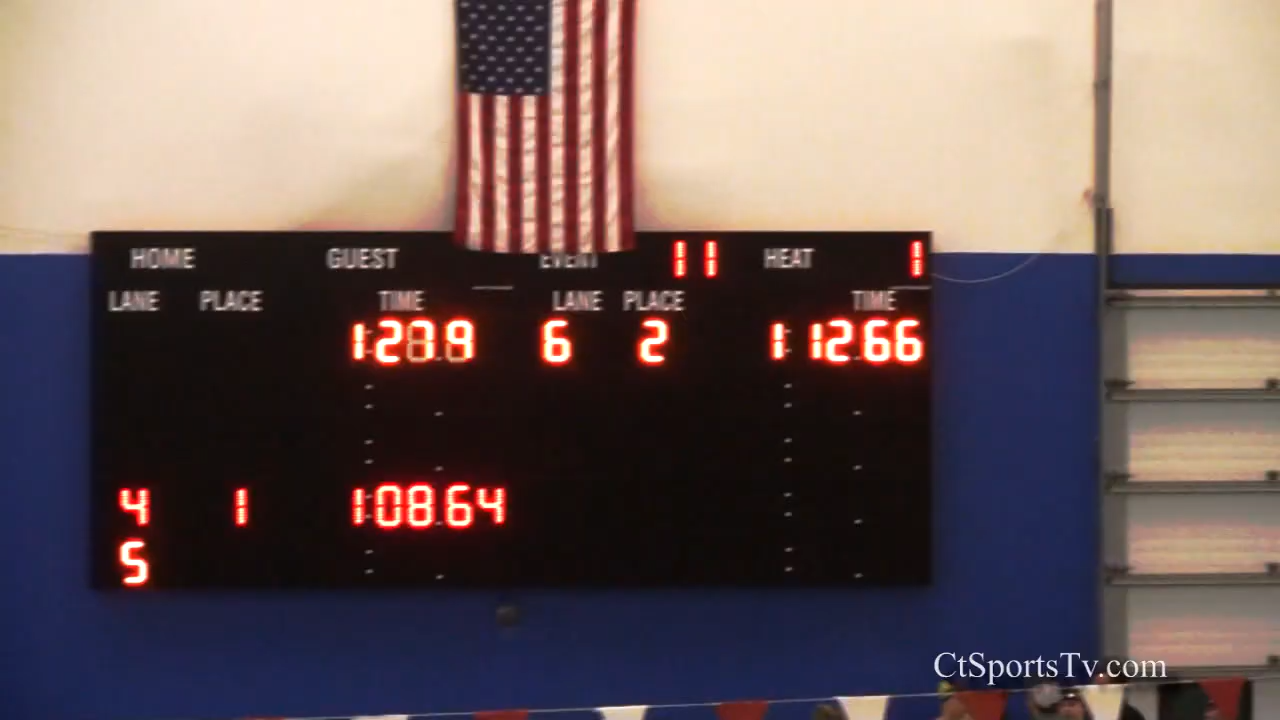 HOME GUEST EVENT 11 HEAT 1
LANE PLACE TIME LANE PLACE TIME
6 2 1:12.66
4 1 1:08.64
5
CtSportsTv.com